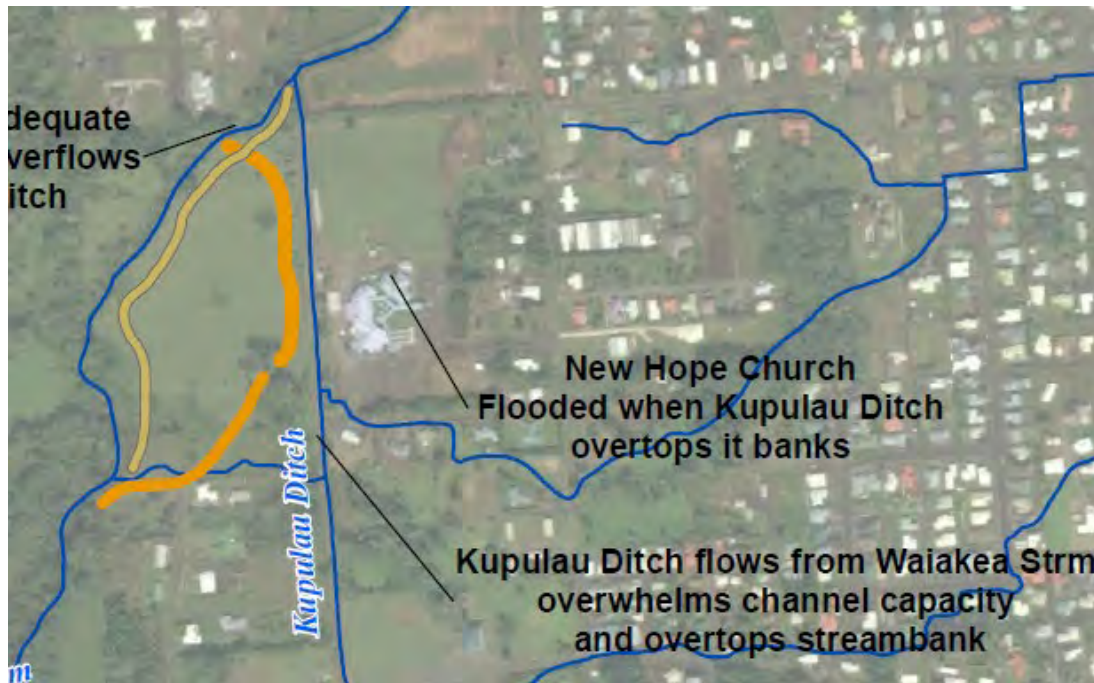 dequate
verflows
itch
New Hope Church
Flooded when Kupulau Ditch
overtops it banks
Kupulau Ditch
Kupulau Ditch flows from Waiakea Strm
overwhelms channel capacity
and overtops streambank
m